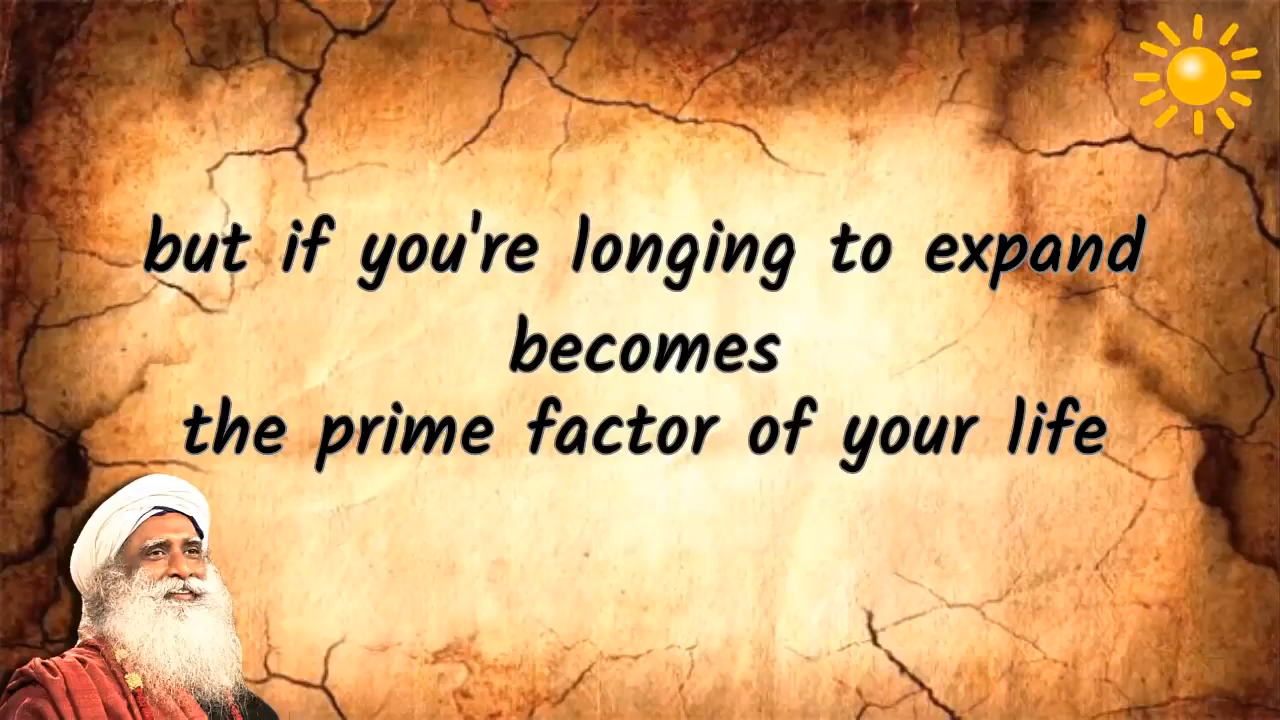 but if you're longing to expand
becomes
the prime factor of your life